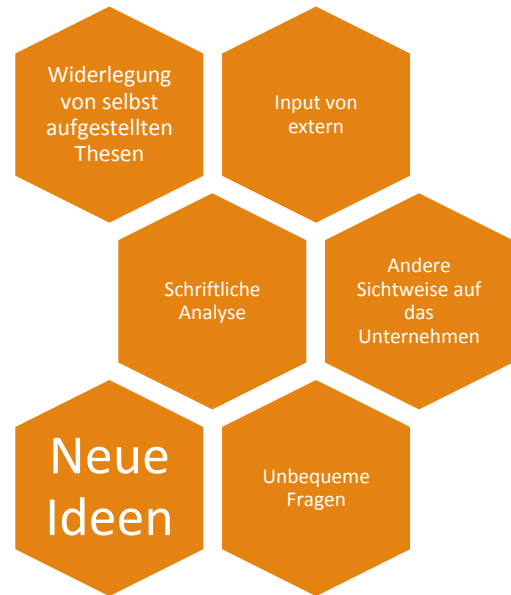 Widerlegung
von selbst
aufgestellten
Thesen
Input von
extern
Schriftliche
Analyse
Andere
Sichtweise auf
das
Unternehmen
Neue
Ideen
Unbequeme
Fragen